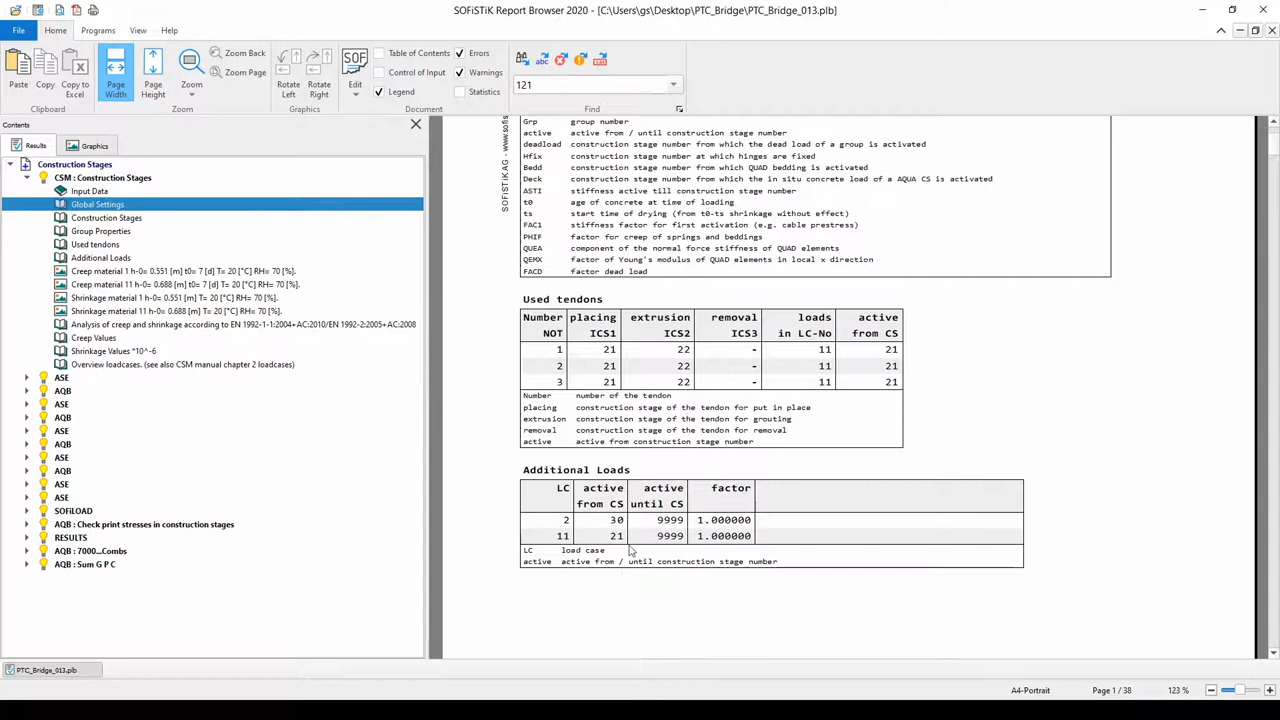 SOFiSTiK Report Browser 2020 - [C:\Users\gs\Desktop\PTC_Bridge\PTC_Bridge_013.plb]
File
Home
Programs
View
Help
Paste
Copy
Copy to Excel
Clipboard
Page Width
Page Height
Zoom
Zoom Back
Zoom Page
Zoom
Rotate Left
Rotate Right
Graphics
SOF
Edit
Table of Contents
Control of Input
Legend
Errors
Warnings
Statistics
Document
121
Find
Contents
Results
Graphics
Construction Stages
CSM : Construction Stages
Input Data
Global Settings
Construction Stages
Group Properties
Used tendons
Additional Loads
Creep material 1 h-0= 0.551 [m] t0= 7 [d] T= 20 [°C] RH= 70 [%].
Creep material 11 h-0= 0.688 [m] t0= 7 [d] T= 20 [°C] RH= 70 [%].
Shrinkage material 1 h-0= 0.551 [m] T= 20 [°C] RH= 70 [%].
Shrinkage material 11 h-0= 0.688 [m] T= 20 [°C] RH= 70 [%].
Analysis of creep and shrinkage according to EN 1992-1-1:2004+AC:2010/EN 1992-2:2005+AC:2008
Creep Values
Shrinkage Values *10^-6
Overview loadcases. (see also CSM manual chapter 2 loadcases)
ASE
AQB
ASE
AQB
ASE
AQB
ASE
AQB
ASE
ASE
SOFiLOAD
AQB : Check print stresses in construction stages
RESULTS
AQB : 7000...Combs
AQB : Sum G P C
SOFiSTiK AG - www.sofis
Grp group number
active active from / until construction stage number
deadload construction stage number from which the dead load of a group is activated
Hfix construction stage number at which hinges are fixed
Bedd construction stage number from which QUAD bedding is activated
Deck construction stage number from which the in situ concrete load of a AQUA CS is activated
ASTI stiffness active till construction stage number
t0 age of concrete at time of loading
ts start time of drying (from t0-ts shrinkage without effect)
FAC1 stiffness factor for first activation (e.g. cable prestress)
PHIF factor for creep of springs and beddings
QUEA component of the normal force stiffness of QUAD elements
QEMX factor of Young's modulus of QUAD elements in local x direction
FACD factor dead load
Used tendons
Number placing extrusion removal loads active
NOT ICS1 ICS2 ICS3 in LC-No from CS
1 21 22 - 11 21
2 21 22 - 11 21
3 21 22 - 11 21
Number number of the tendon
placing construction stage of the tendon for put in place
extrusion construction stage of the tendon for grouting
removal construction stage of the tendon for removal
active active from construction stage number
Additional Loads
LC active active factor
from CS until CS
2 30 9999 1.000000
11 21 9999 1.000000
LC load case
active active from / until construction stage number
PTC_Bridge_013.plb
A4-Portrait
Page 1 / 38
123 %